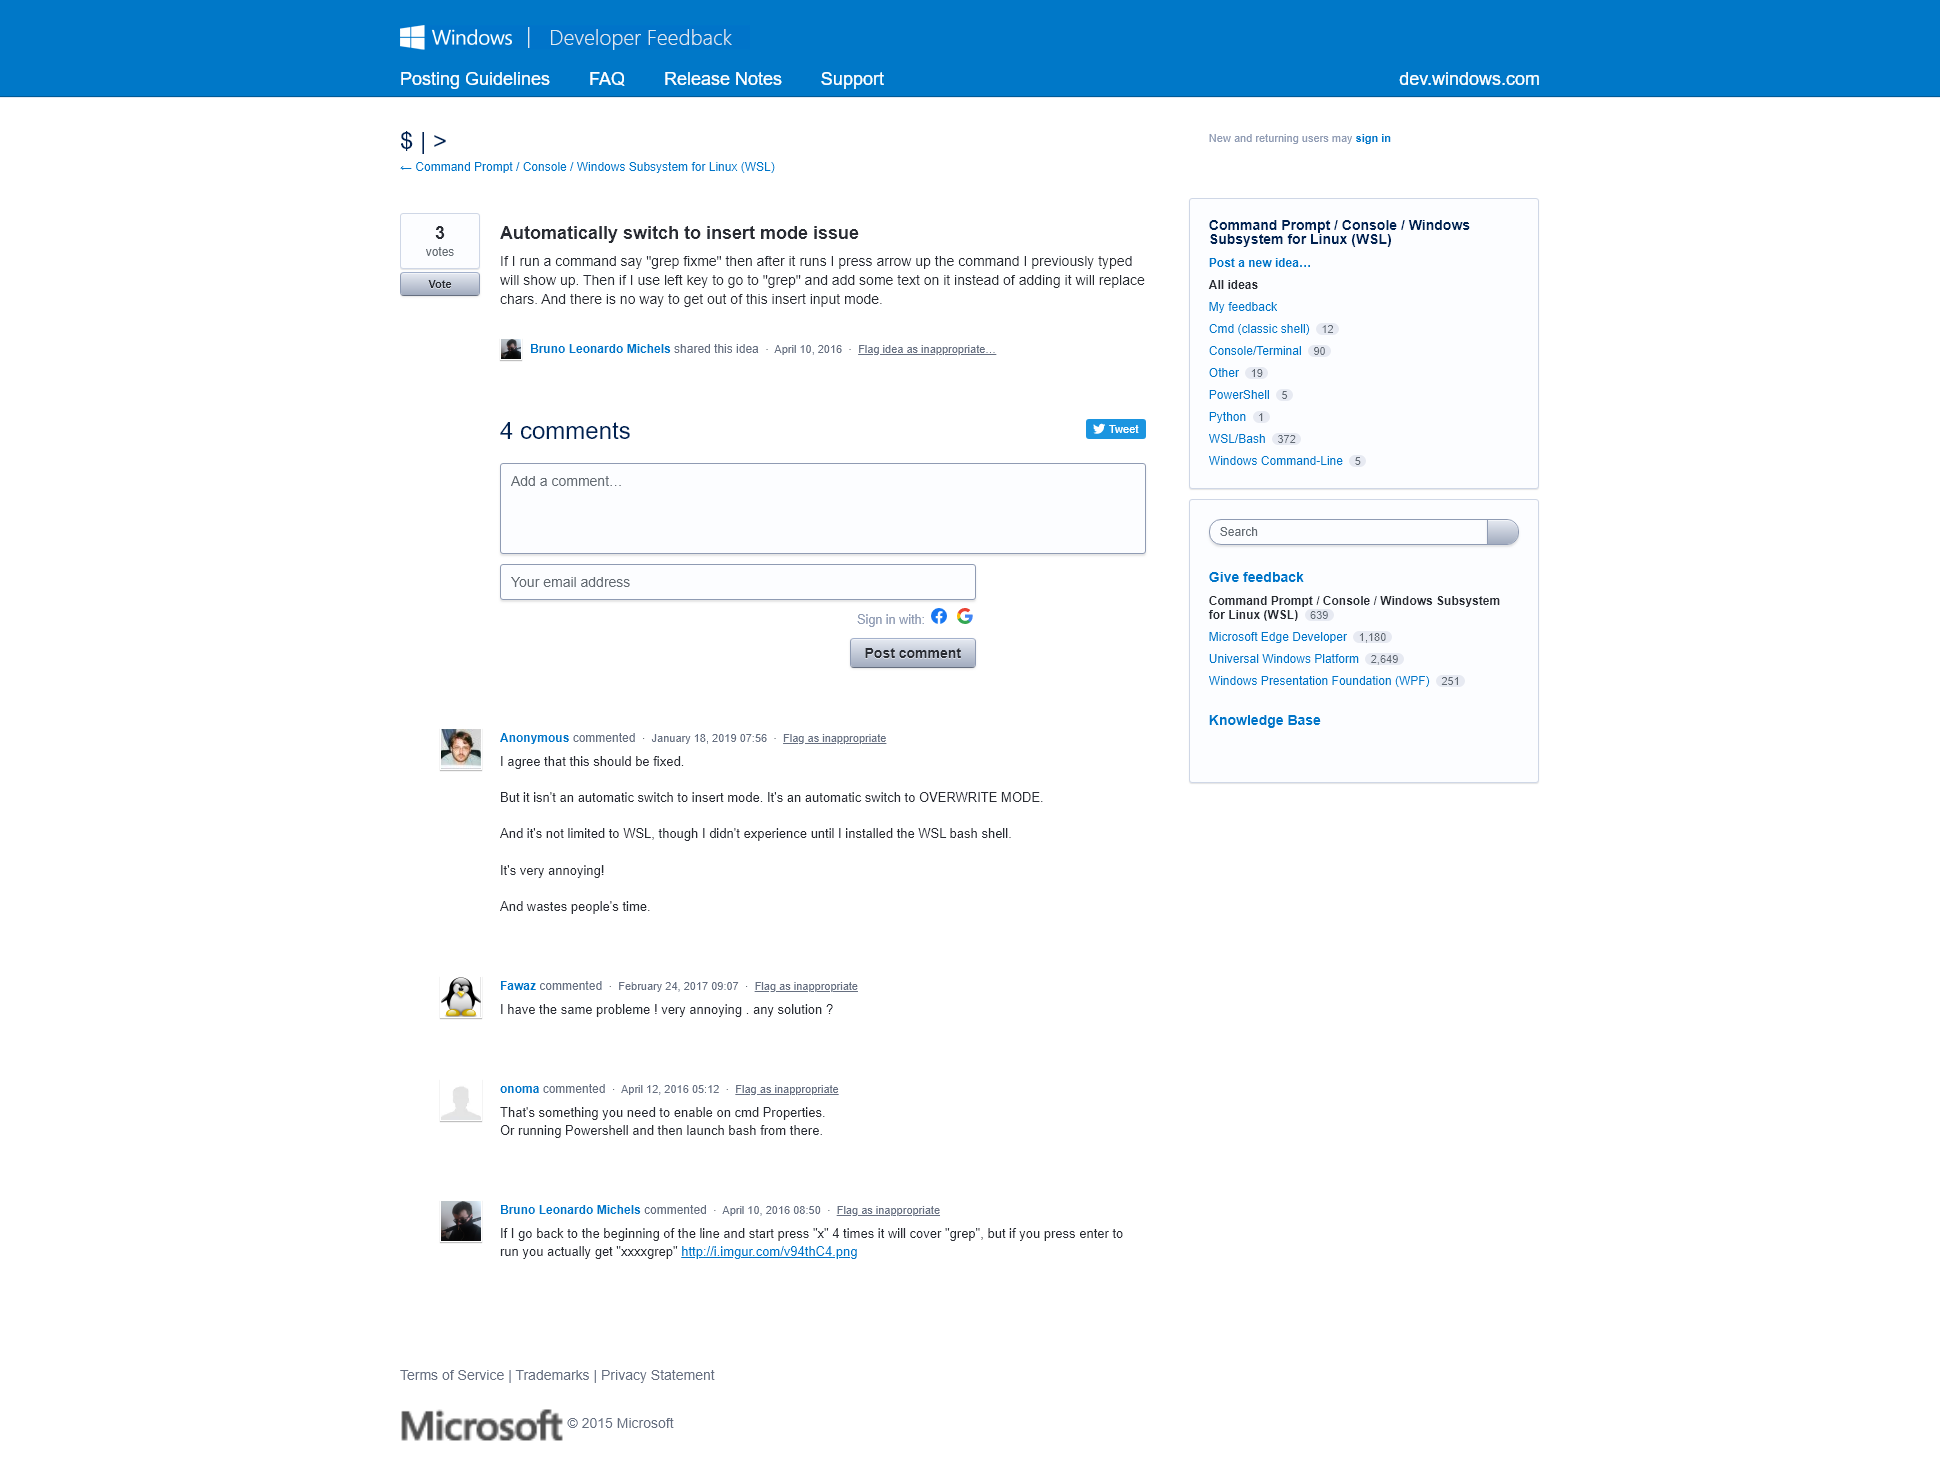 Windows | Developer Feedback
Posting Guidelines FAQ Release Notes Support dev.windows.com
$ | >
← Command Prompt / Console / Windows Subsystem for Linux (WSL)
New and returning users may sign in
3
votes
Vote
Automatically switch to insert mode issue
If I run a command say "grep fixme" then after it runs I press arrow up the command I previously typed
will show up. Then if I use left key to go to "grep" and add some text on it instead of adding it will replace
chars. And there is no way to get out of this insert input mode.
Bruno Leonardo Michels shared this idea · April 10, 2016 · Flag idea as inappropriate…
4 comments
Tweet
Add a comment…
Your email address
Sign in with:
Post comment
Anonymous commented · January 18, 2019 07:56 · Flag as inappropriate
I agree that this should be fixed.
But it isn't an automatic switch to insert mode. It's an automatic switch to OVERWRITE MODE.
And it's not limited to WSL, though I didn't experience until I installed the WSL bash shell.
It's very annoying!
And wastes people's time.
Fawaz commented · February 24, 2017 09:07 · Flag as inappropriate
I have the same probleme ! very annoying . any solution ?
onoma commented · April 12, 2016 05:12 · Flag as inappropriate
That's something you need to enable on cmd Properties.
Or running Powershell and then launch bash from there.
Bruno Leonardo Michels commented · April 10, 2016 08:50 · Flag as inappropriate
If I go back to the beginning of the line and start press "x" 4 times it will cover "grep", but if you press enter to
run you actually get "xxxxgrep" http://i.imgur.com/v94thC4.png
Command Prompt / Console / Windows
Subsystem for Linux (WSL)
Post a new idea…
All ideas
My feedback
Cmd (classic shell) 12
Console/Terminal 90
Other 19
PowerShell 5
Python 1
WSL/Bash 372
Windows Command-Line 5
Search
Give feedback
Command Prompt / Console / Windows Subsystem
for Linux (WSL) 639
Microsoft Edge Developer 1,180
Universal Windows Platform 2,649
Windows Presentation Foundation (WPF) 251
Knowledge Base
Terms of Service | Trademarks | Privacy Statement
Microsoft © 2015 Microsoft